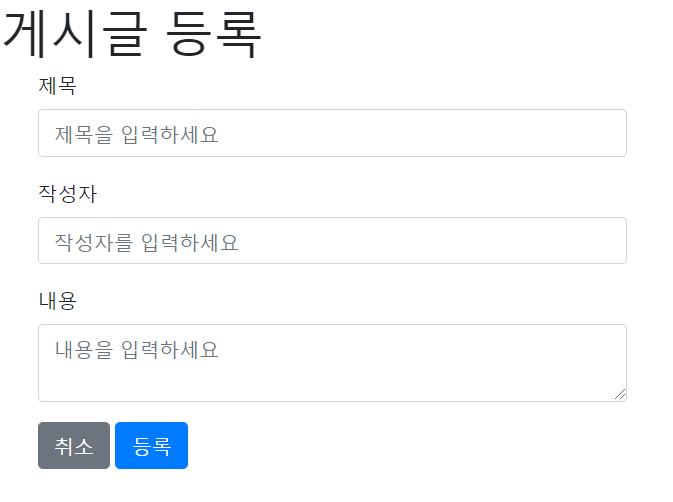 게시글 등록
제목
제목을 입력하세요
작성자
작성자를 입력하세요
내용
내용을 입력하세요
취소 등록